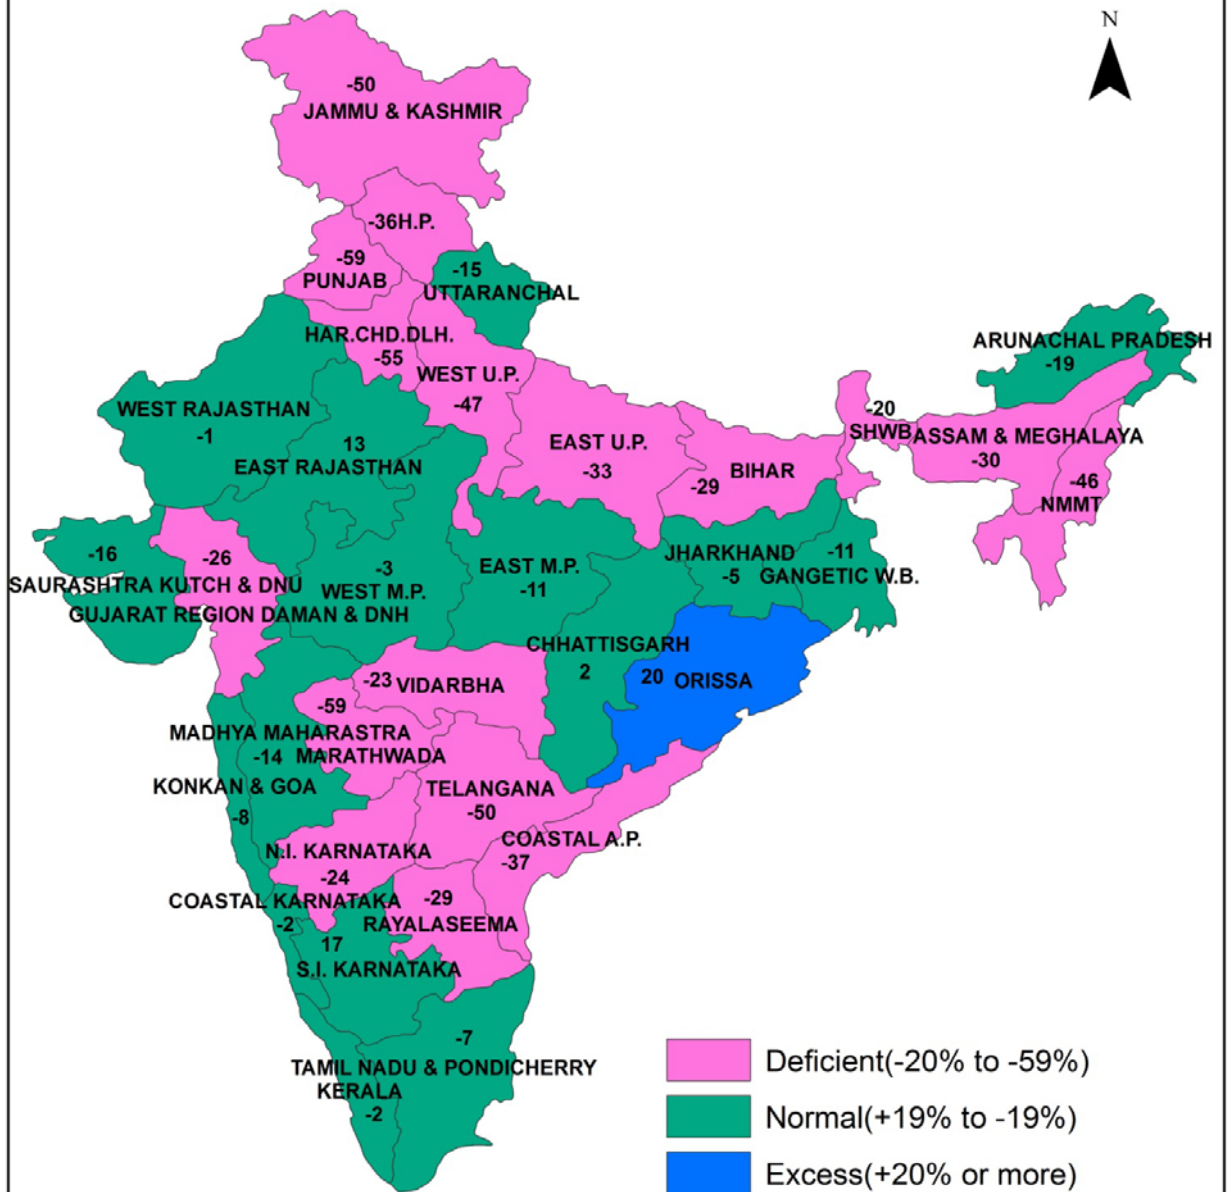 N
-50
JAMMU & KASHMIR
-36H.P.
-59
PUNJAB
-15
UTTARANCHAL
HAR.CHD.DLH.
-55
WEST U.P.
-47
ARUNACHAL PRADESH
-19
WEST RAJASTHAN
-1
13
EAST RAJASTHAN
EAST U.P.
-33
BIHAR
-29
-20
SHWB
ASSAM & MEGHALAYA
-30
-46
NMMT
-16
SAURASHTRA KUTCH & DNU
-26
GUJARAT REGION DAMAN & DNH
-3
WEST M.P.
EAST M.P.
-11
JHARKHAND
-5
-11
GANGETIC W.B.
CHHATTISGARH
2
20 ORISSA
-23 VIDARBHA
-59
MADHYA MAHARASTRA
-14
MARATHWADA
KONKAN & GOA
-8
TELANGANA
-50
COASTAL A.P.
-37
N.I. KARNATAKA
-24
COASTAL KARNATAKA
-2
-29
RAYALASEEMA
17
S.I. KARNATAKA
-7
TAMIL NADU & PONDICHERRY
KERALA
-2
Deficient(-20% to -59%)
Normal(+19% to -19%)
Excess(+20% or more)